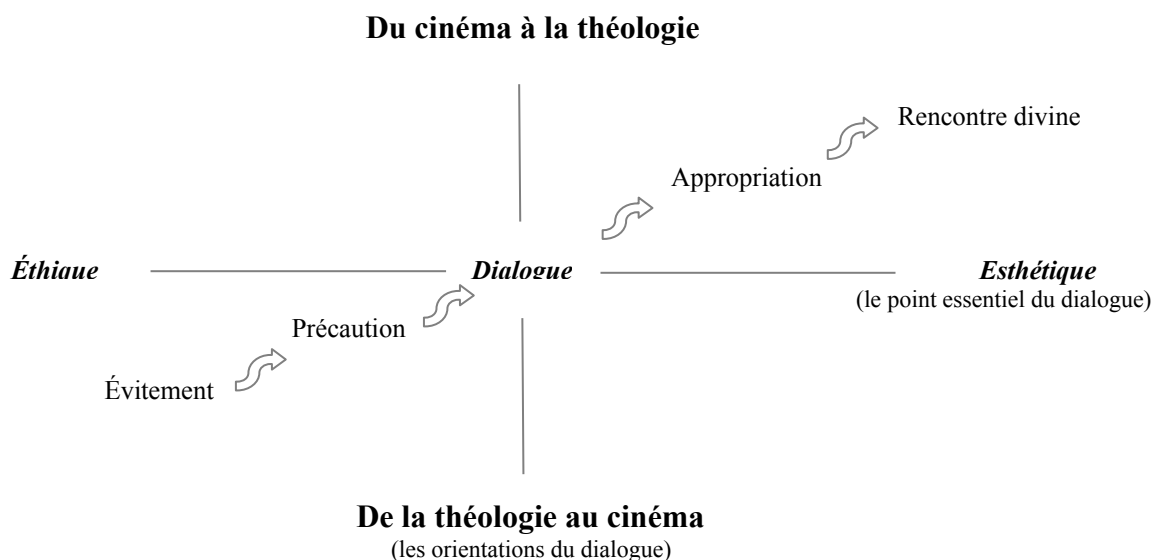 Du cinéma à la théologie
Rencontre divine
Appropriation
Éthique
Dialogue
Esthétique
(le point essentiel du dialogue)
Précaution
Évitement
De la théologie au cinéma
(les orientations du dialogue)